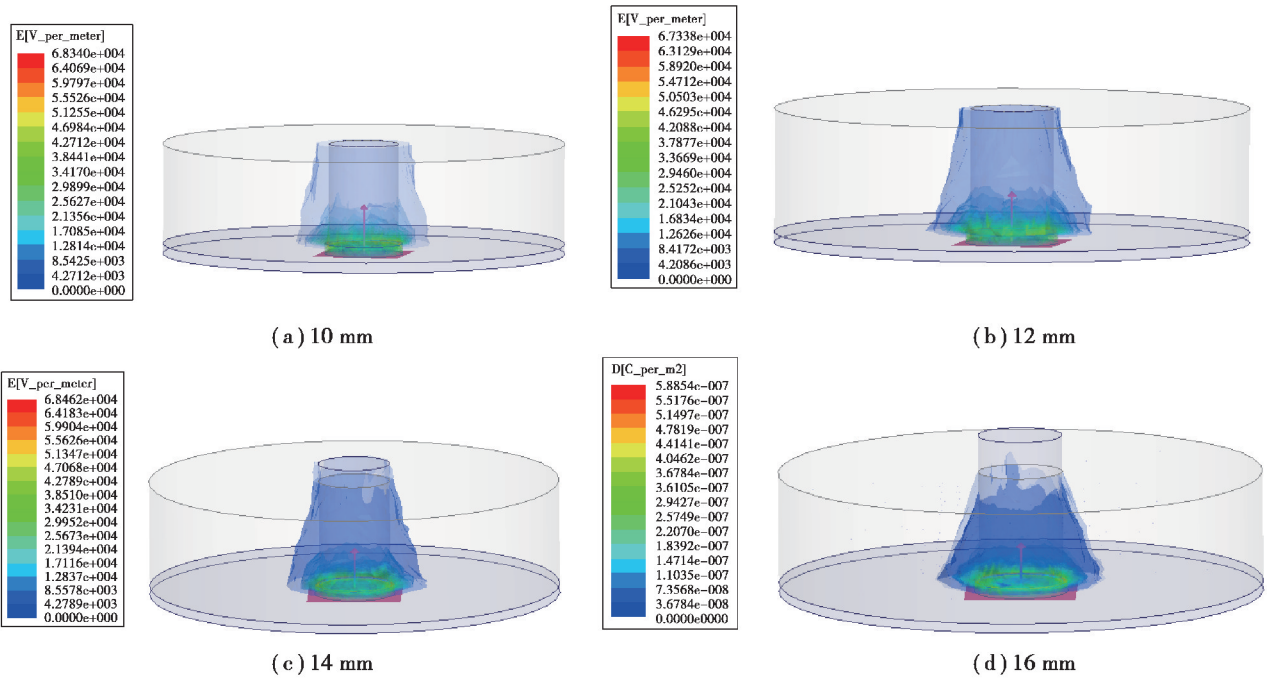 E[V_per_meter]
6.8340e+004
6.4069e+004
5.9797e+004
5.5526e+004
5.1255e+004
4.6984e+004
4.2712e+004
3.8441e+004
3.4170e+004
2.9899e+004
2.5627e+004
2.1356e+004
1.7085e+004
1.2814e+004
8.5425e+003
4.2712e+003
0.0000e+000
(a) 10 mm
E[V_per_meter]
6.7338e+004
6.3129e+004
5.8920e+004
5.4712e+004
5.0503e+004
4.6295e+004
4.2088e+004
3.7877e+004
3.3669e+004
2.9460e+004
2.5252e+004
2.1043e+004
1.6834e+004
1.2626e+004
8.4172e+003
4.2086e+003
0.0000e+000
(b) 12 mm
E[V_per_meter]
6.8462e+004
6.4183e+004
5.9904e+004
5.5626e+004
5.1347e+004
4.7068e+004
4.2789e+004
3.8510e+004
3.4231e+004
2.9952e+004
2.5673e+004
2.1394e+004
1.7116e+004
1.2837e+004
8.5578e+003
4.2789e+003
0.0000e+000
(c) 14 mm
D[C_per_m2]
5.8854e-007
5.5176e-007
5.1497e-007
4.7819e-007
4.4141e-007
4.0462e-007
3.6784e-007
3.6105e-007
2.9427e-007
2.5749e-007
2.2070e-007
1.8392e-007
1.4714e-007
1.1035e-007
7.3568e-008
3.6784e-008
0.0000e0000
(d) 16 mm